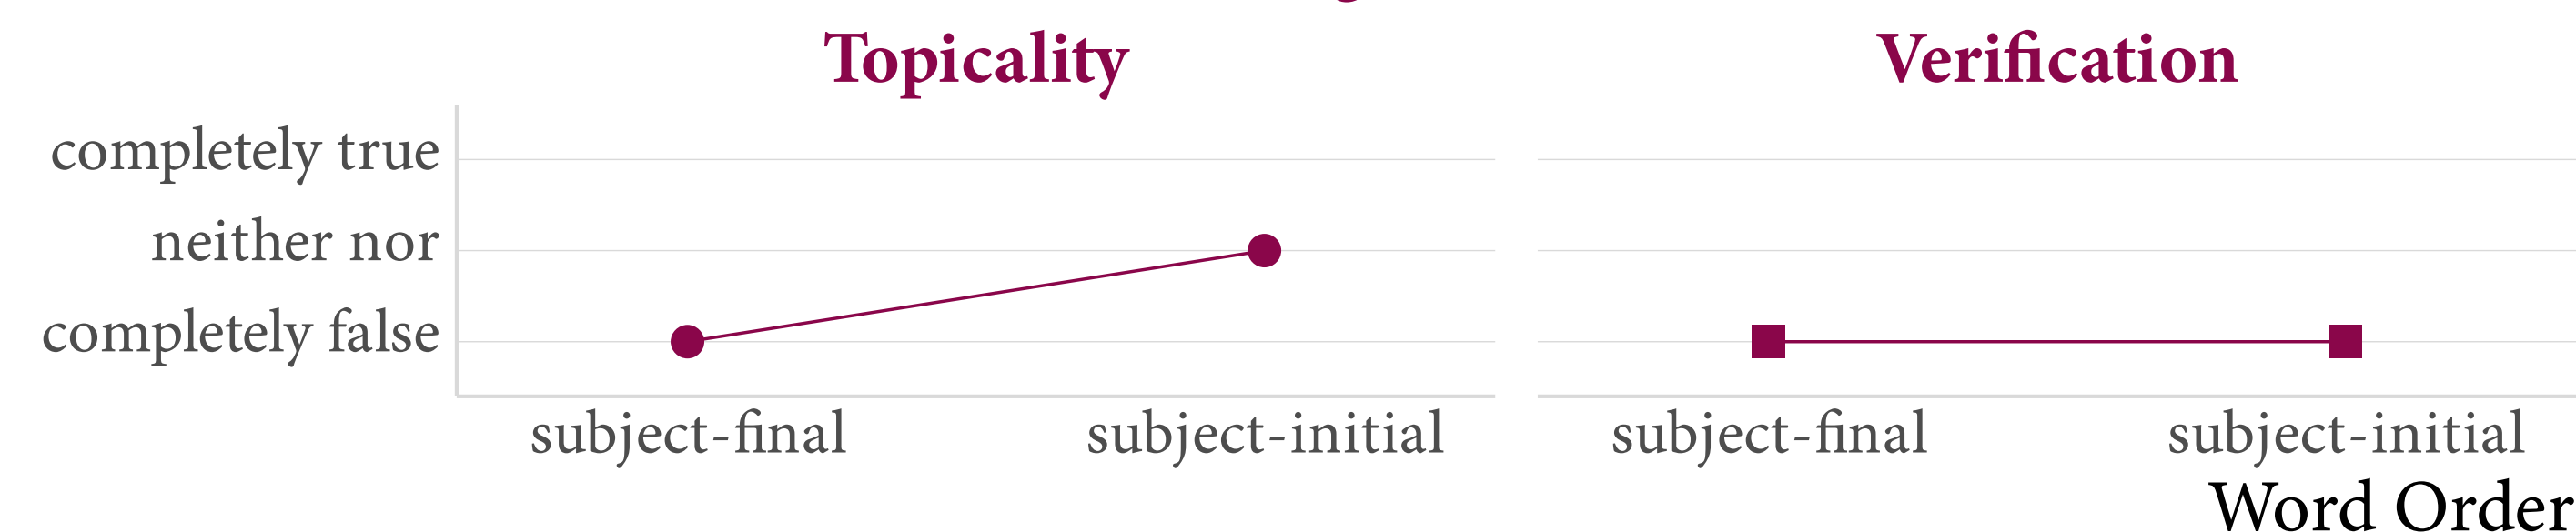 Topicality
Verification
completely true
neither nor
completely false
subject-final
subject-initial
subject-final
subject-initial
Word Order